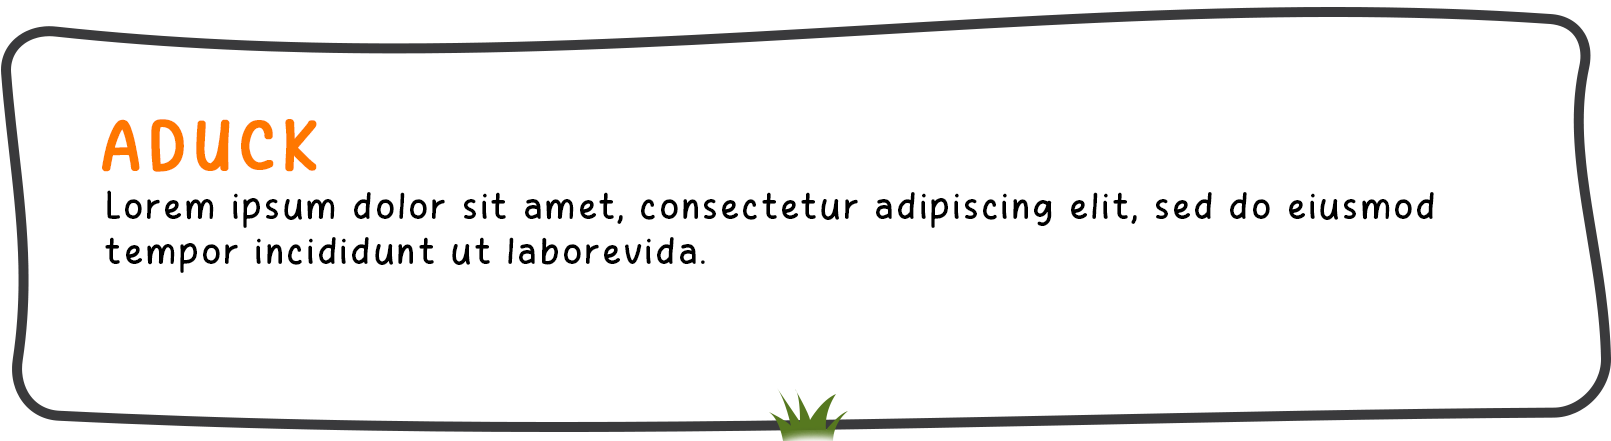 ADUCK
Lorem ipsum dolor sit amet, consectetur adipiscing elit, sed do eiusmod
tempor incididunt ut laborevida.